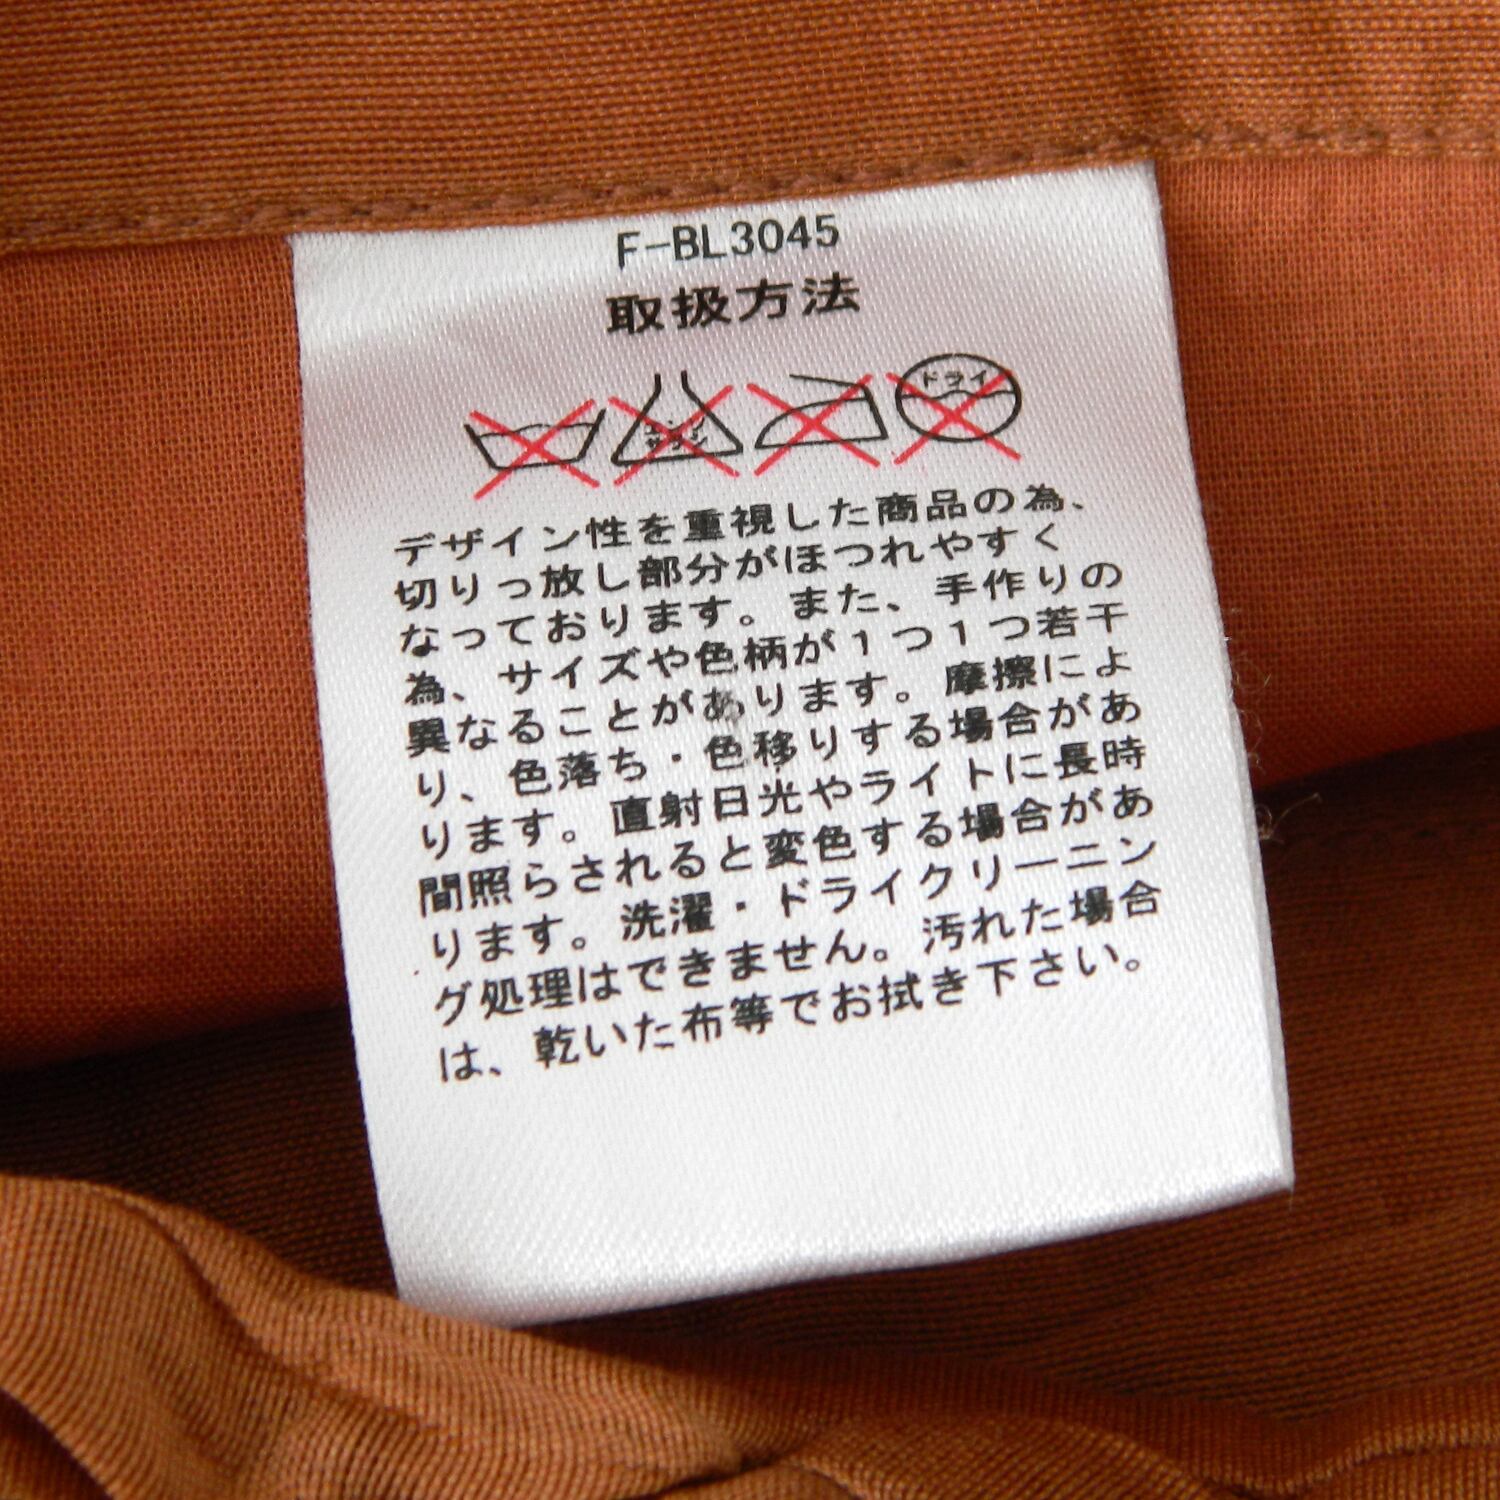 F-BL3045
取扱方法
ドライ
エンソ
サラシ
デザイン性を重視した商品の為、
切りっ放し部分がほつれやすく
なっております。また、手作りの
為、サイズや色柄が1つ1つ若干
異なることがあります。摩擦によ
り、色落ち・色移りする場合があ
ります。直射日光やライトに長時
間照らされると変色する場合があ
ります。洗濯・ドライクリーニン
グ処理はできません。汚れた場合
は、乾いた布等でお拭き下さい。